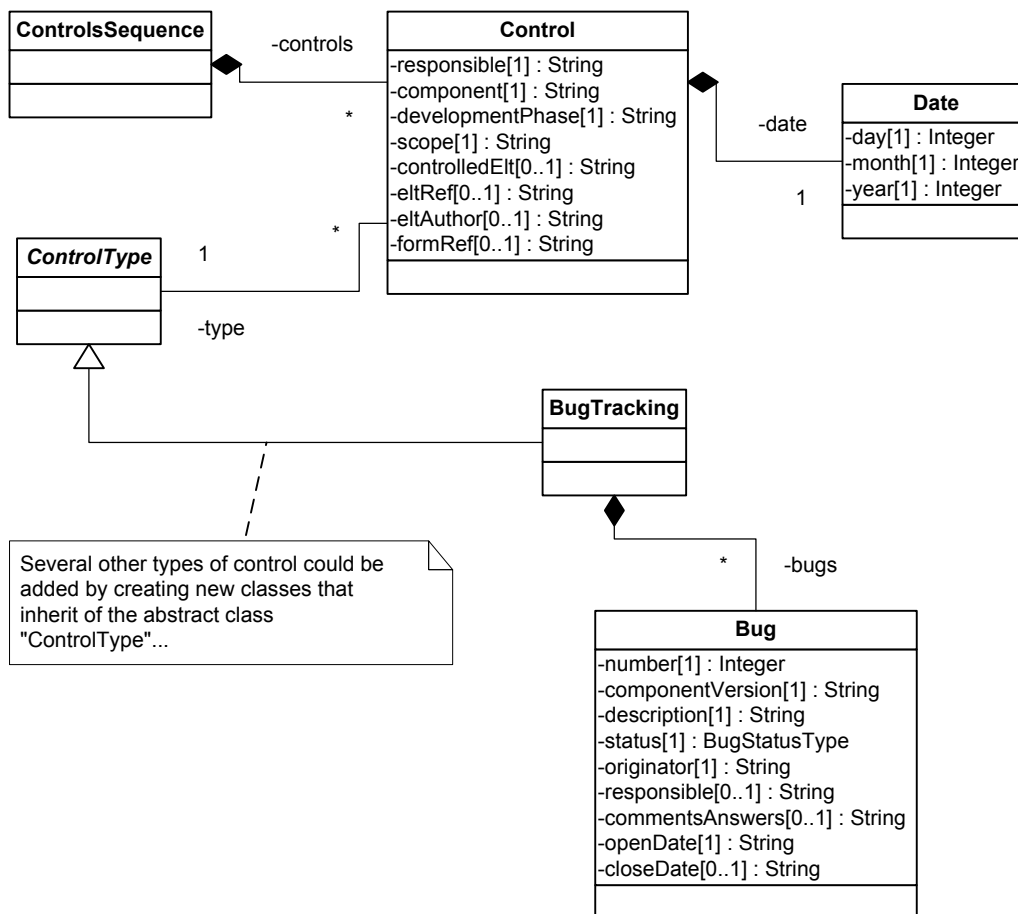 ControlsSequence
-controls
*
Control
-responsible[1] : String
-component[1] : String
-developmentPhase[1] : String
-scope[1] : String
-controlledElt[0..1] : String
-eltRef[0..1] : String
-eltAuthor[0..1] : String
-formRef[0..1] : String
-date
1
Date
-day[1] : Integer
-month[1] : Integer
-year[1] : Integer
ControlType
1
*
-type
BugTracking
Several other types of control could be
added by creating new classes that
inherit of the abstract class
"ControlType"...
*
-bugs
Bug
-number[1] : Integer
-componentVersion[1] : String
-description[1] : String
-status[1] : BugStatusType
-originator[1] : String
-responsible[0..1] : String
-commentsAnswers[0..1] : String
-openDate[1] : String
-closeDate[0..1] : String